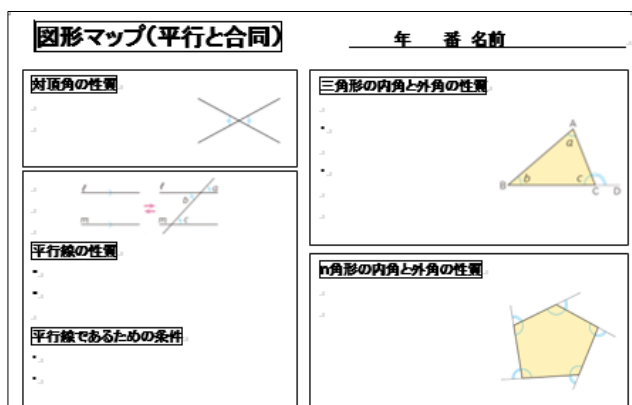 図形マップ(平行と合同)
年 番 名前
対頂角の性質
ℓ ℓ a
b
m m c
平行線の性質
・
・
平行線であるための条件
・
・
三角形の内角と外角の性質
・
・
A
a
B b c C D
n角形の内角と外角の性質